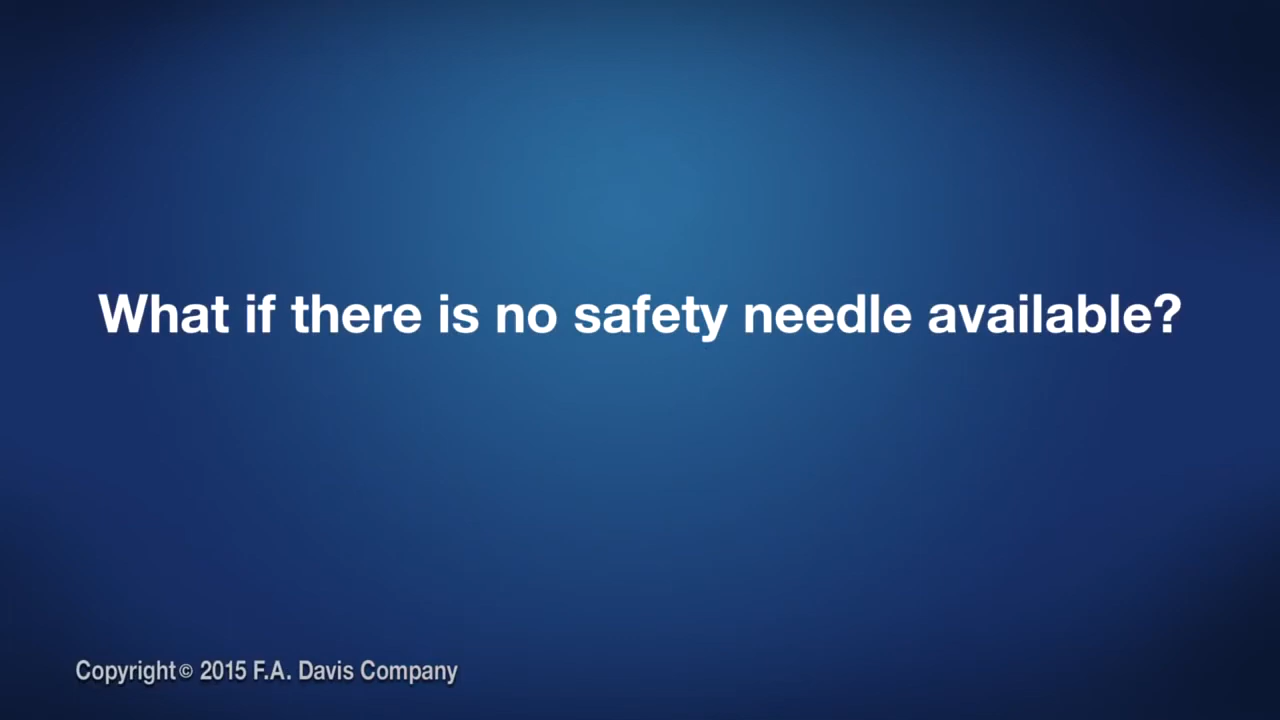 What if there is no safety needle available?
Copyright © 2015 F.A. Davis Company